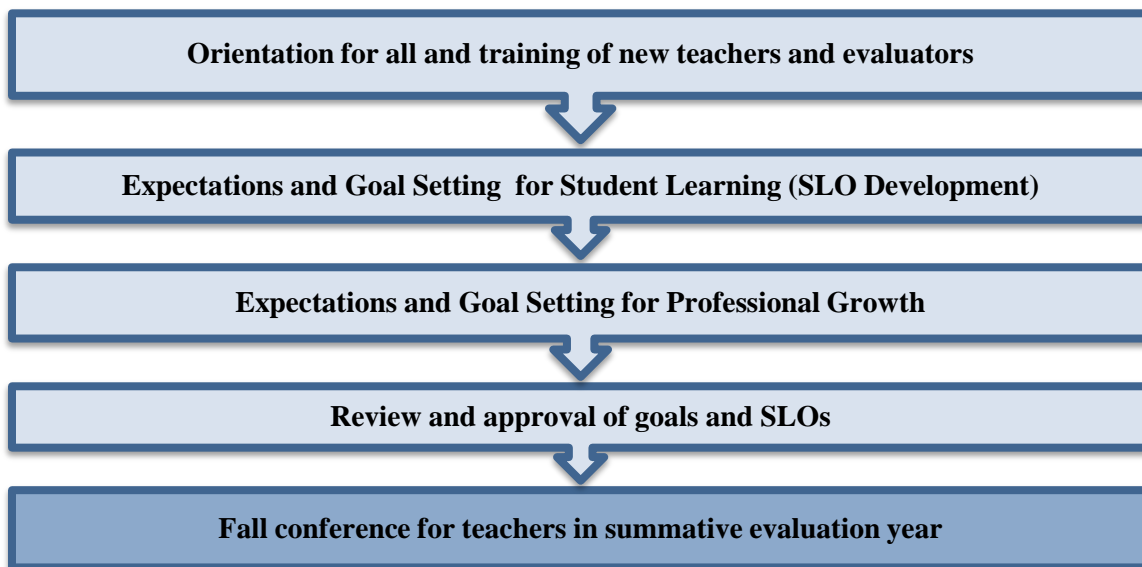 Orientation for all and training of new teachers and evaluators
Expectations and Goal Setting  for Student Learning (SLO Development)
Expectations and Goal Setting for Professional Growth
Review and approval of goals and SLOs
Fall conference for teachers in summative evaluation year